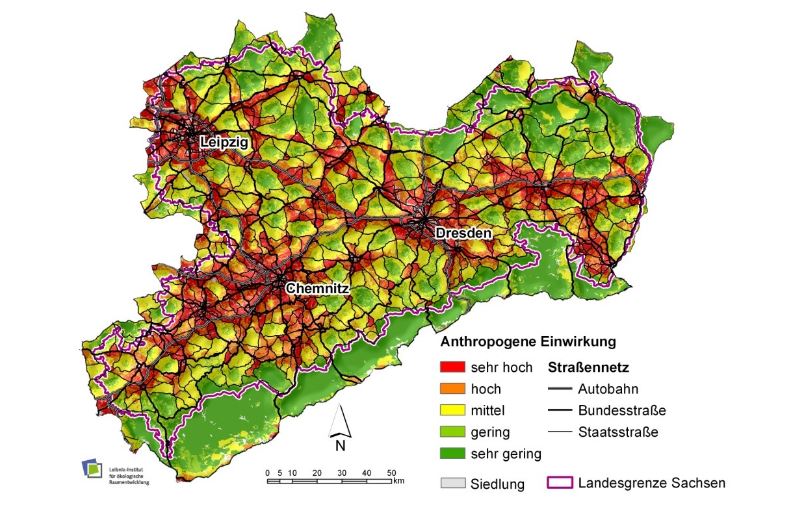 Leipzig
Dresden
Chemnitz
Anthropogene Einwirkung
sehr hoch
hoch
mittel
gering
sehr gering
Siedlung
Straßennetz
Autobahn
Bundesstraße
Staatsstraße
Landesgrenze Sachsen
N
0 5 10 20 30 40 50
km
Leibniz-Institut
für ökologische
Raumentwicklung